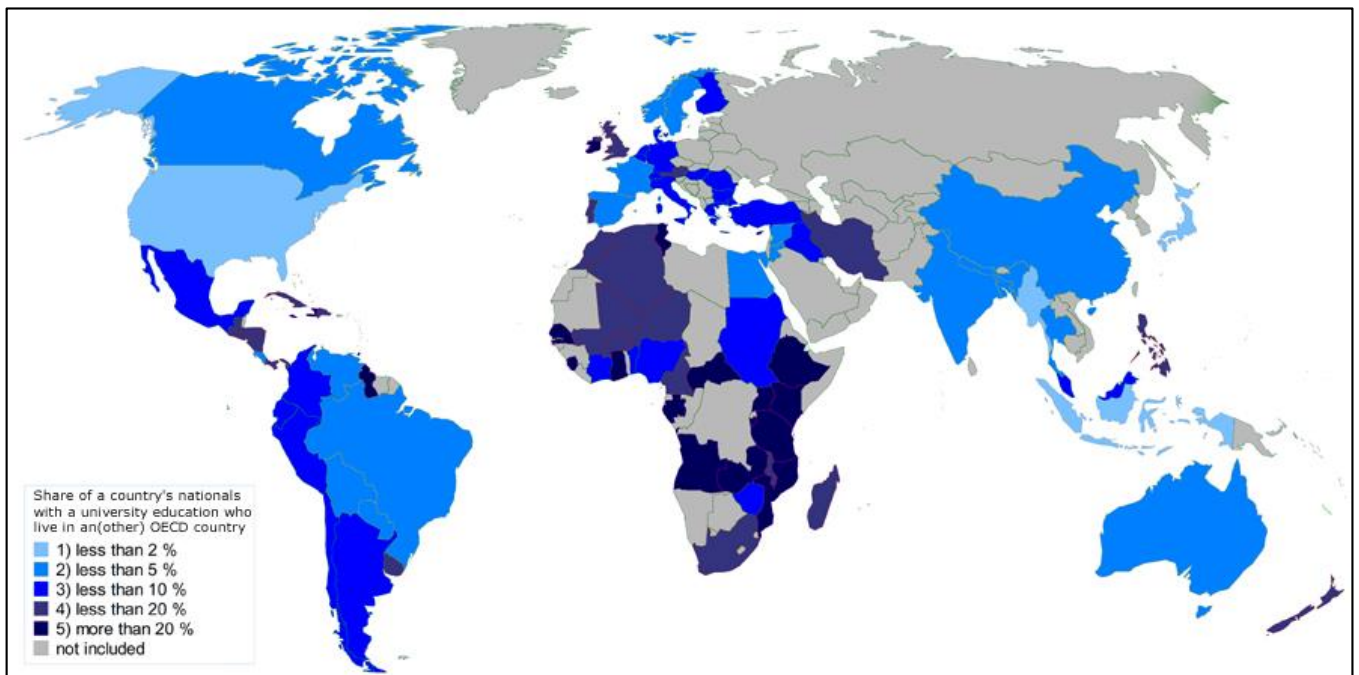 Share of a country's nationals
with a university education who
live in an(other) OECD country
1) less than 2 %
2) less than 5 %
3) less than 10 %
4) less than 20 %
5) more than 20 %
not included